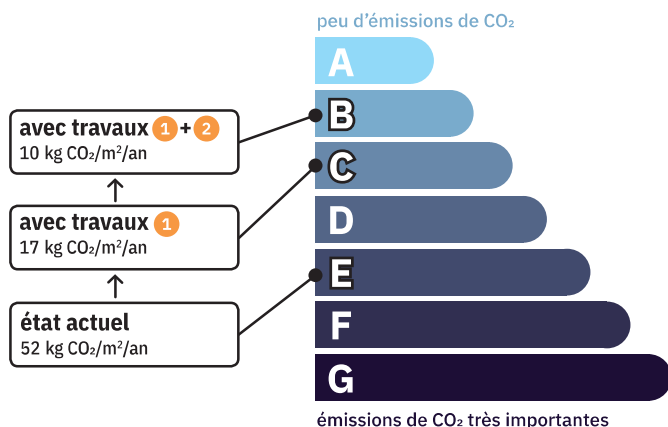 peu d'émissions de CO₂
A
B
C
D
E
F
G
émissions de CO₂ très importantes
avec travaux 1 + 2
10 kg CO₂/m²/an
avec travaux 1
17 kg CO₂/m²/an
état actuel
52 kg CO₂/m²/an